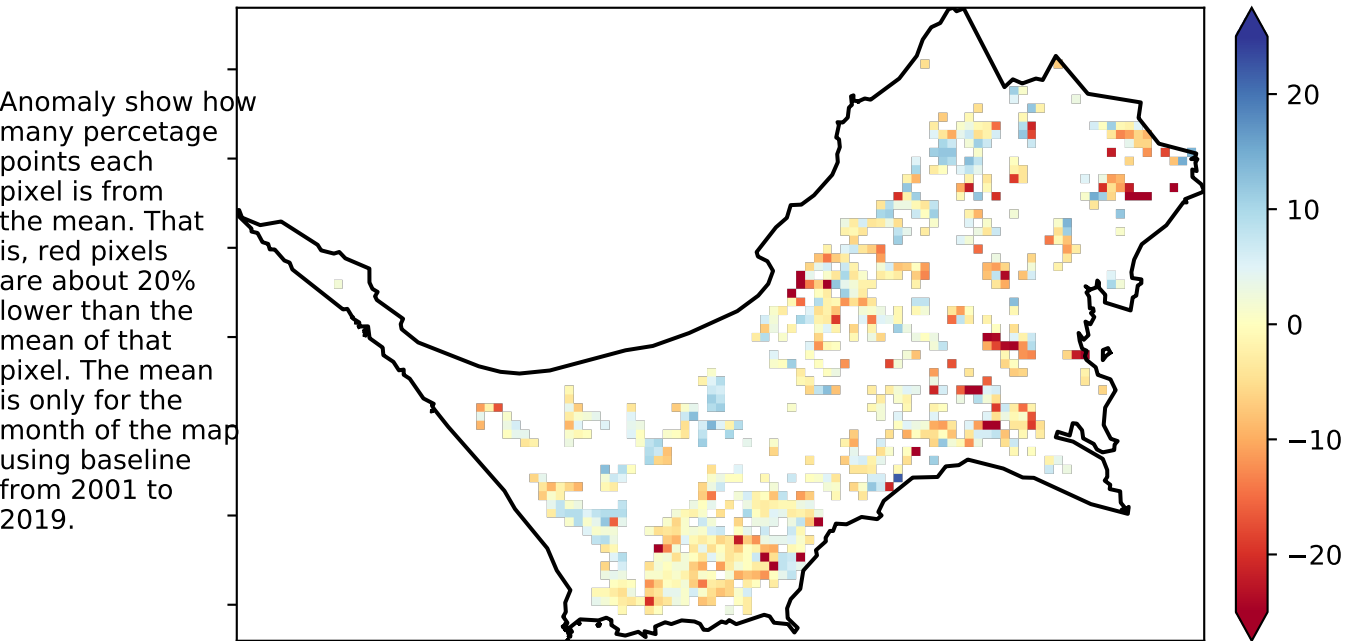 Anomaly show how
many percetage
points each
pixel is from
the mean. That
is, red pixels
are about 20%
lower than the
mean of that
pixel. The mean
is only for the
month of the map
using baseline
from 2001 to
2019.
20
10
0
−10
−20